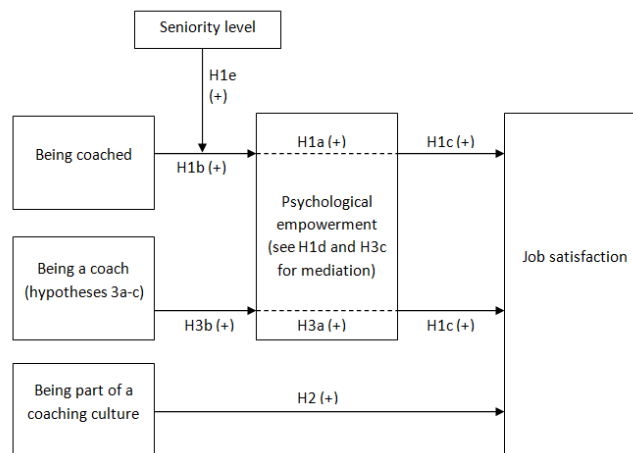 Seniority level
H1e
(+)
Being coached
H1b (+)
H1a (+)
H1c (+)
Psychological
empowerment
(see H1d and H3c
for mediation)
Job satisfaction
Being a coach
(hypotheses 3a-c)
H3b (+)
H3a (+)
H1c (+)
Being part of a
coaching culture
H2 (+)